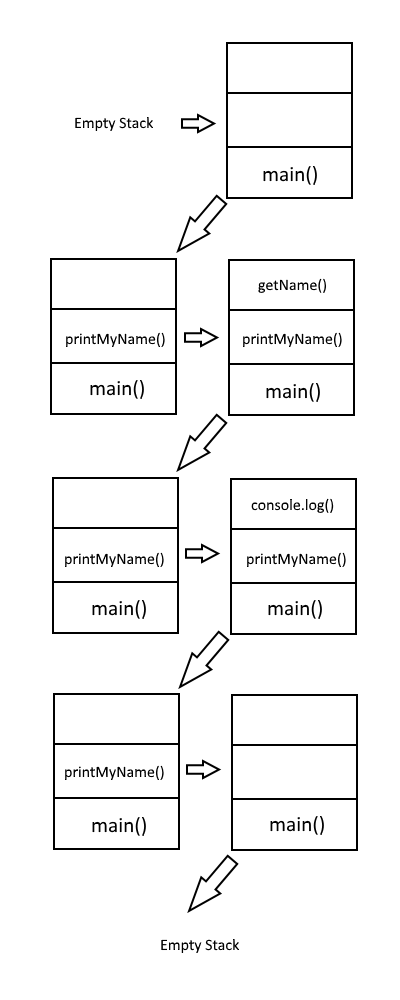 Empty Stack
main()
getName()
printMyName()
printMyName()
main()
main()
console.log()
printMyName()
printMyName()
main()
main()
printMyName()
main()
main()
Empty Stack